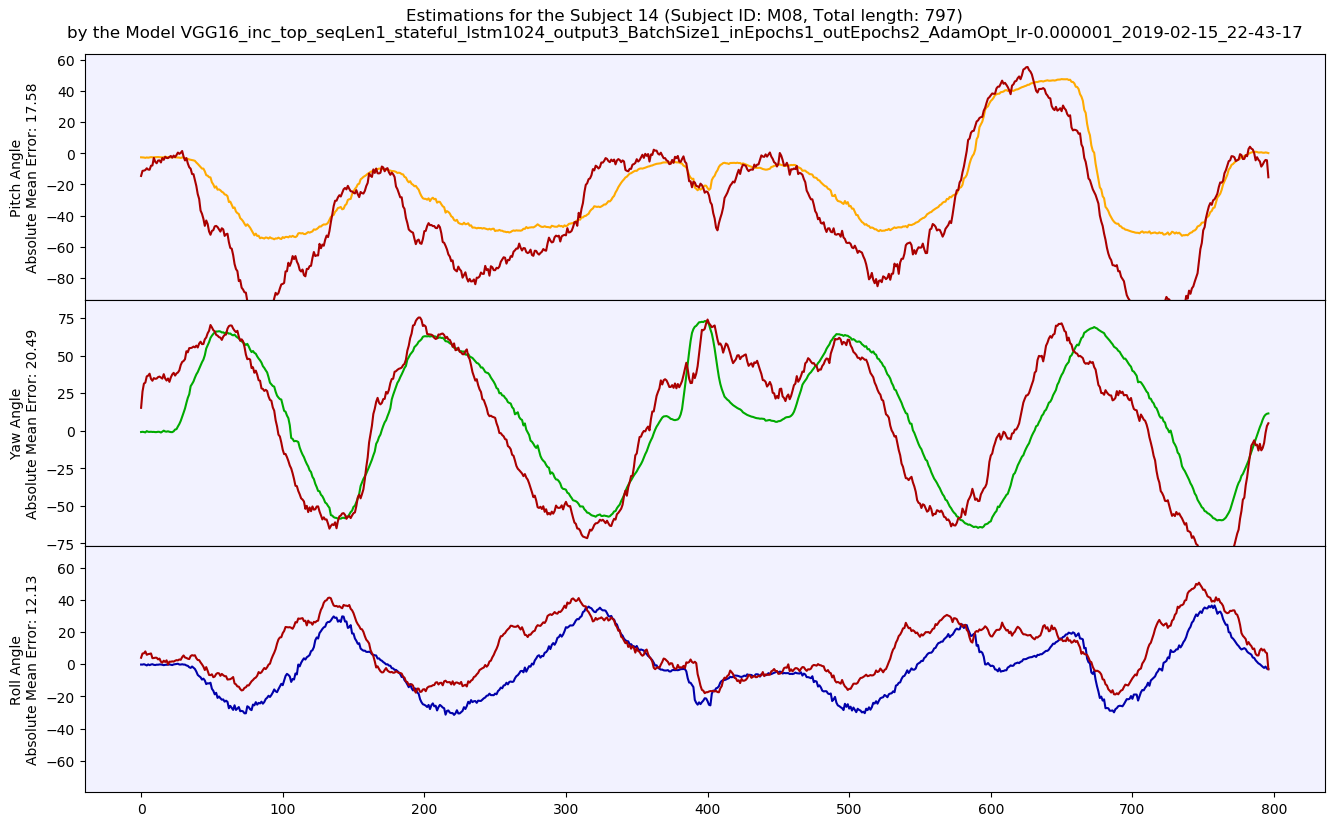 Estimations for the Subject 14 (Subject ID: M08, Total length: 797)
by the Model VGG16_inc_top_seqLen1_stateful_lstm1024_output3_BatchSize1_inEpochs1_outEpochs2_AdamOpt_lr-0.000001_2019-02-15_22-43-17
Pitch Angle
Absolute Mean Error: 17.58
60
40
20
0
−20
−40
−60
−80
Yaw Angle
Absolute Mean Error: 20.49
75
50
25
0
−25
−50
−75
Roll Angle
Absolute Mean Error: 12.13
60
40
20
0
−20
−40
−60
0 100 200 300 400 500 600 700 800